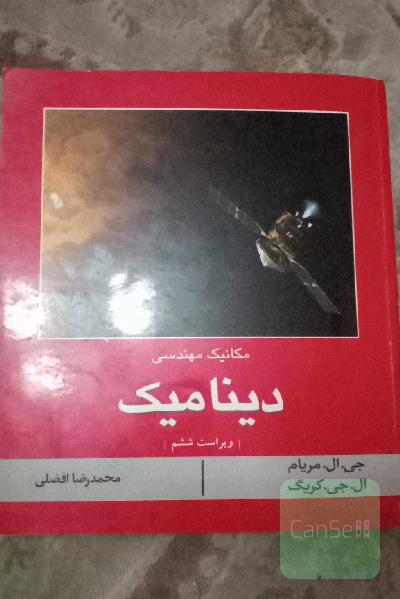 مکانیک مهندسی
دینامیک
| ویراست ششم |
جی.ال.مریام
ال.جی.کریگ
محمدرضا افضلی
CanSell